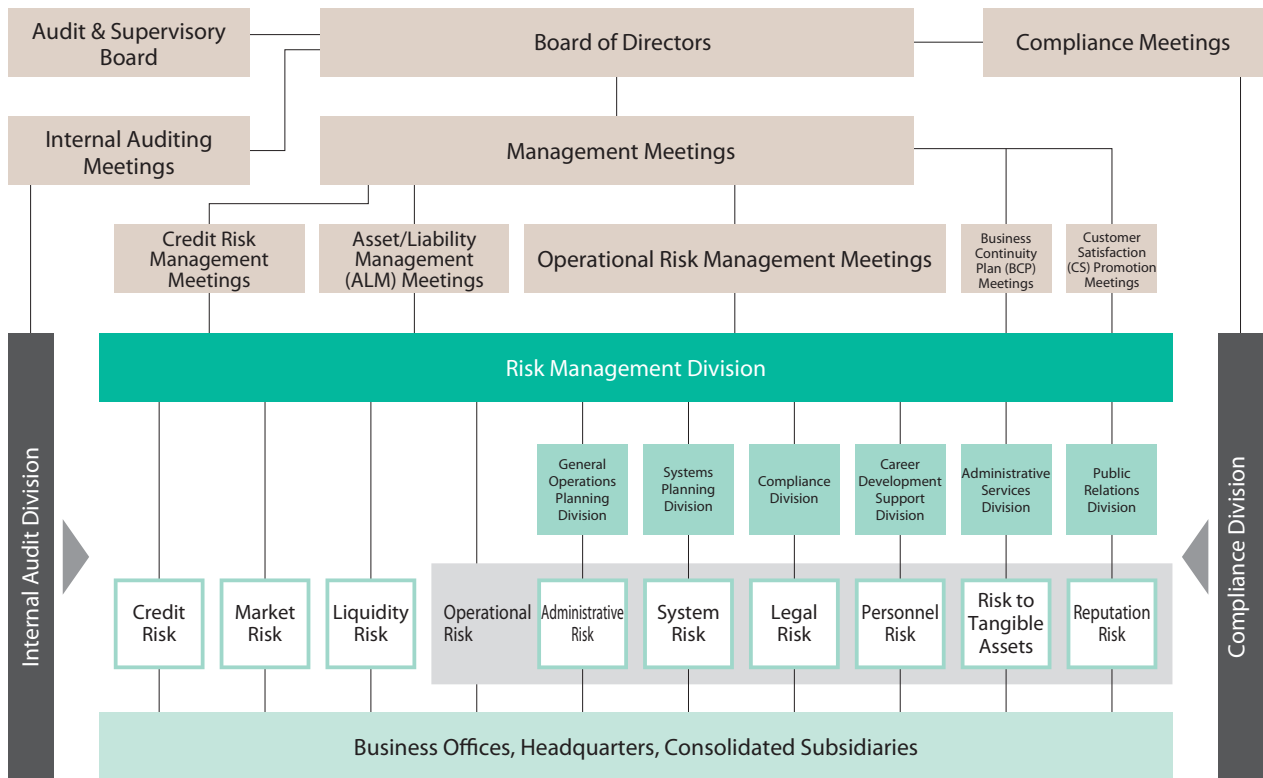 Audit & Supervisory
Board
Board of Directors
Compliance Meetings
Internal Auditing
Meetings
Management Meetings
Credit Risk
Management
Meetings
Asset/Liability
Management
(ALM) Meetings
Operational Risk Management Meetings
Business
Continuity
Plan (BCP)
Meetings
Customer
Satisfaction
(CS) Promotion
Meetings
Internal Audit Division
Risk Management Division
Compliance Division
General
Operations
Planning
Division
Systems
Planning
Division
Compliance
Division
Career
Development
Support
Division
Administrative
Services
Division
Public
Relations
Division
Credit
Risk
Market
Risk
Liquidity
Risk
Operational
Risk
Administrative
Risk
System
Risk
Legal
Risk
Personnel
Risk
Risk to
Tangible
Assets
Reputation
Risk
Business Offices, Headquarters, Consolidated Subsidiaries